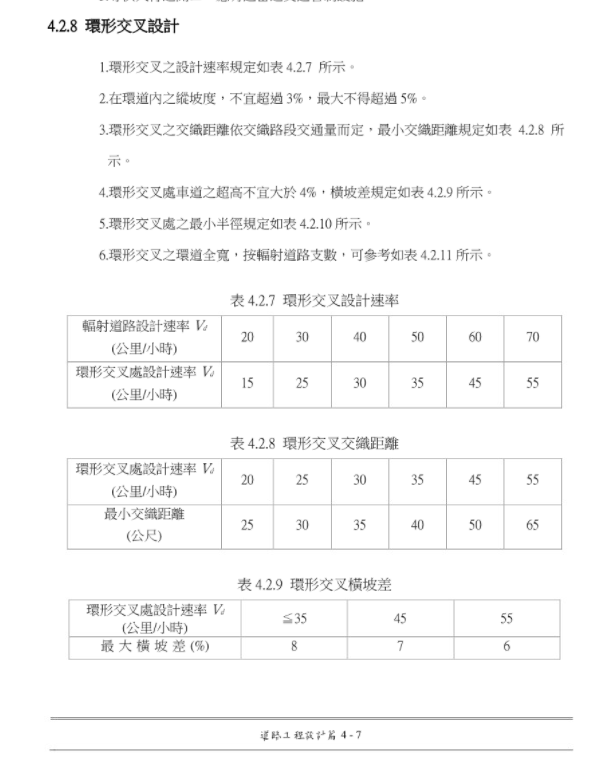 4.2.8 環形交叉設計
1.環形交叉之設計速率規定如表 4.2.7 所示。
2.在環道內之縱坡度，不宜超過 3%，最大不得超過 5%。
3.環形交叉之交織距離依交織路段交通量而定，最小交織距離規定如表 4.2.8 所
示。
4.環形交叉處車道之超高不宜大於 4%，橫坡差規定如表 4.2.9 所示。
5.環形交叉處之最小半徑規定如表 4.2.10 所示。
6.環形交叉之環道全寬，按輻射道路支數，可參考如表 4.2.11 所示。
表 4.2.7 環形交叉設計速率
輻射道路設計速率 Vd
(公里/小時) 20 30 40 50 60 70
環形交叉處設計速率 Vd
(公里/小時) 15 25 30 35 45 55
表 4.2.8 環形交叉交織距離
環形交叉處設計速率 Vd
(公里/小時) 20 25 30 35 45 55
最小交織距離
(公尺) 25 30 35 40 50 65
表 4.2.9 環形交叉橫坡差
環形交叉處設計速率 Vd
(公里/小時) ≦35 45 55
最大橫坡差(%) 8 7 6
道路工程設計篇 4 - 7